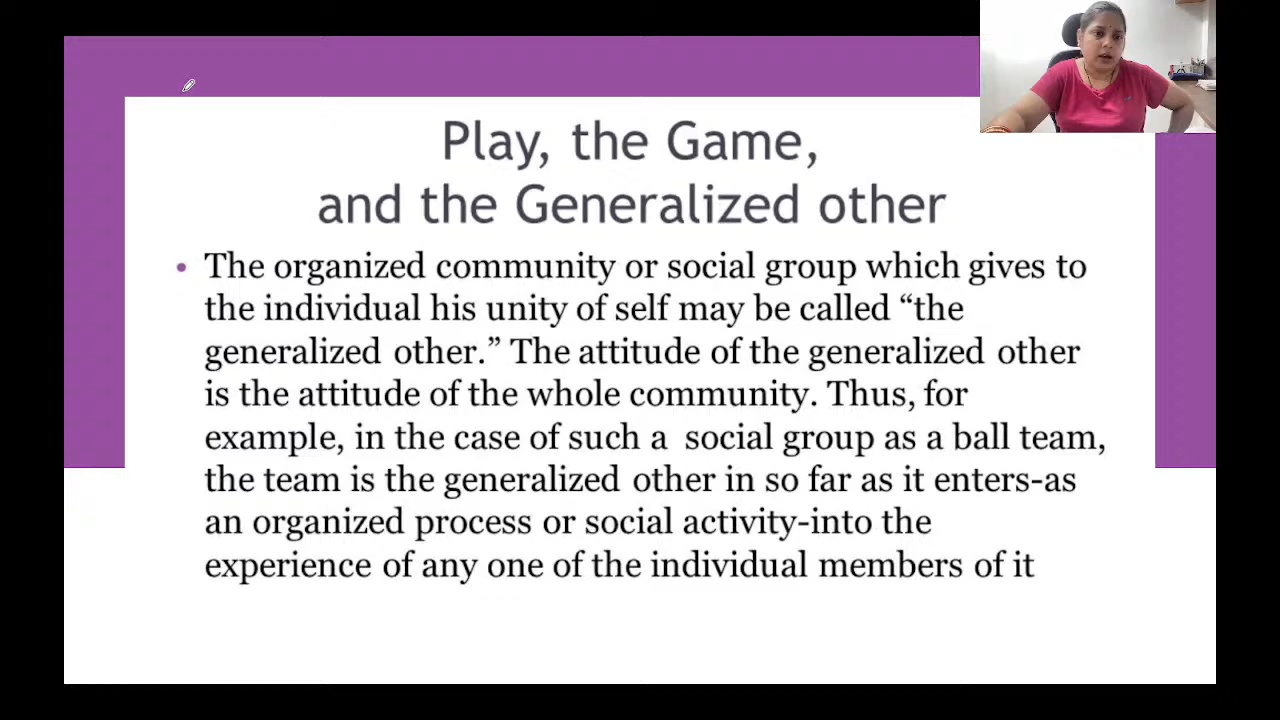 Play, the Game,
and the Generalized other
• The organized community or social group which gives to
the individual his unity of self may be called “the
generalized other.” The attitude of the generalized other
is the attitude of the whole community. Thus, for
example, in the case of such a social group as a ball team,
the team is the generalized other in so far as it enters-as
an organized process or social activity-into the
experience of any one of the individual members of it